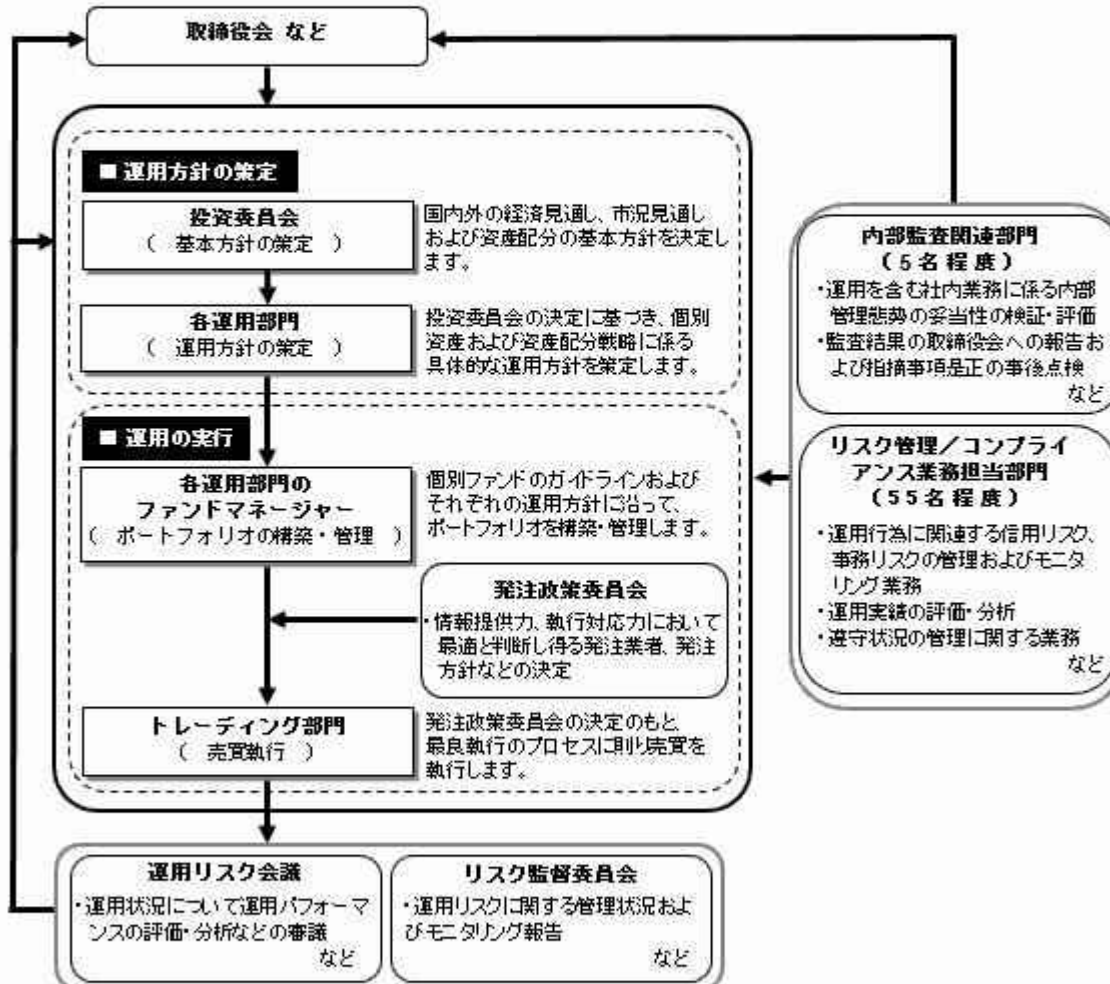 取締役会 など
■ 運用方針の策定
投資委員会
( 基本方針の策定 )
国内外の経済見通し、市況見通し
および資産配分の基本方針を決定し
ます。
各運用部門
( 運用方針の策定 )
投資委員会の決定に基づき、個別
資産および資産配分戦略に係る
具体的な運用方針を策定します。
■ 運用の実行
各運用部門の
ファンドマネージャー
( ポートフォリオの構築・管理 )
個別ファンドのガイドラインおよび
それぞれの運用方針に沿って、
ポートフォリオを構築・管理します。
発注政策委員会
・情報提供力、執行対応力において
最適と判断し得る発注業者、発注
方針などの決定
トレーディング部門
( 売買執行 )
発注政策委員会の決定のもと
最良執行のプロセスに則り売買を
執行します。
運用リスク会議
・運用状況について運用パフォーマ
ンスの評価・分析などの審議
など
リスク監督委員会
・運用リスクに関する管理状況およ
びモニタリング報告
など
内部監査関連部門
(5名程度)
・運用を含む社内業務に係る内部
管理態勢の妥当性の検証・評価
・監査結果の取締役会への報告お
よび指摘事項是正の事後点検
など
リスク管理/コンプライ
アンス業務担当部門
(55名程度)
・運用行為に関連する信用リスク、
事務リスクの管理およびモニタ
リング業務
・運用実績の評価・分析
・遵守状況の管理に関する業務
など